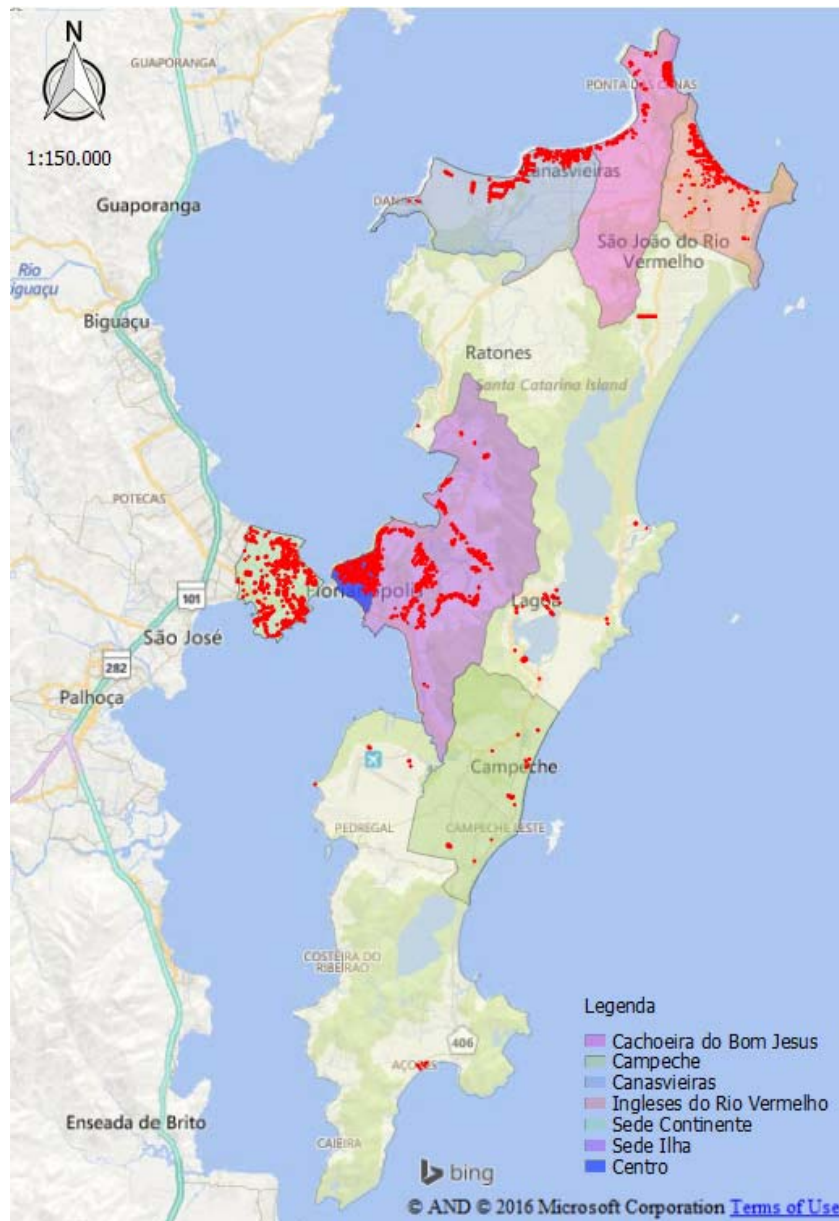 N
GUAPORANGA
PONTA DAS CANAS
1:150.000
Canasvieiras
Guaporanga
São João do Rio
Vermelho
Rio
Biguaçu
Ratones
Santa Catarina Island
POTECAS
101
Florianópolis
Lagoa
São José
282
Palhoça
Campeche
PEDREGAL
CAMPECHE LESTE
COSTEIRA DO
RIBEIRAO
Legenda
Cachoeira do Bom Jesus
406
Campeche
AÇORES
Canasvieiras
Ingleses do Rio Vermelho
Sede Continente
Enseada de Brito
Sede Ilha
CAIEIRA
Centro
bing
© AND © 2016 Microsoft Corporation Terms of Use